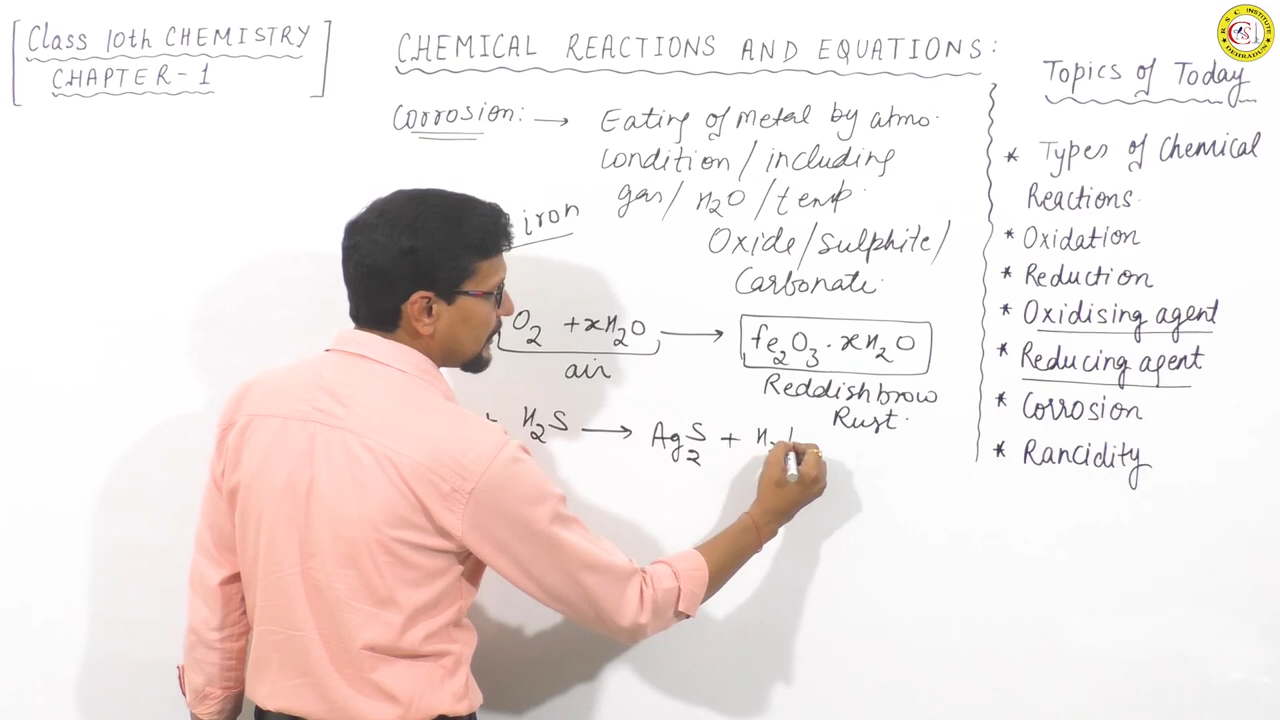 Class 10th CHEMISTRY
CHAPTER-1
CHEMICAL REACTIONS AND EQUATIONS:
Corrosion: → Eating of metal by atmo.
condition / including
gas / H2O / temp.
Oxide / Sulphite /
Carbonate.
iron
O2 + xH2O → Fe2O3 . xH2O
air
Reddish brow
Rust.
H2S → Ag2S + H2
Topics of Today
* Types of Chemical
Reactions.
* Oxidation
* Reduction
* Oxidising agent
* Reducing agent
* Corrosion
* Rancidity
R S C INSTITUTE
DEHRADUN